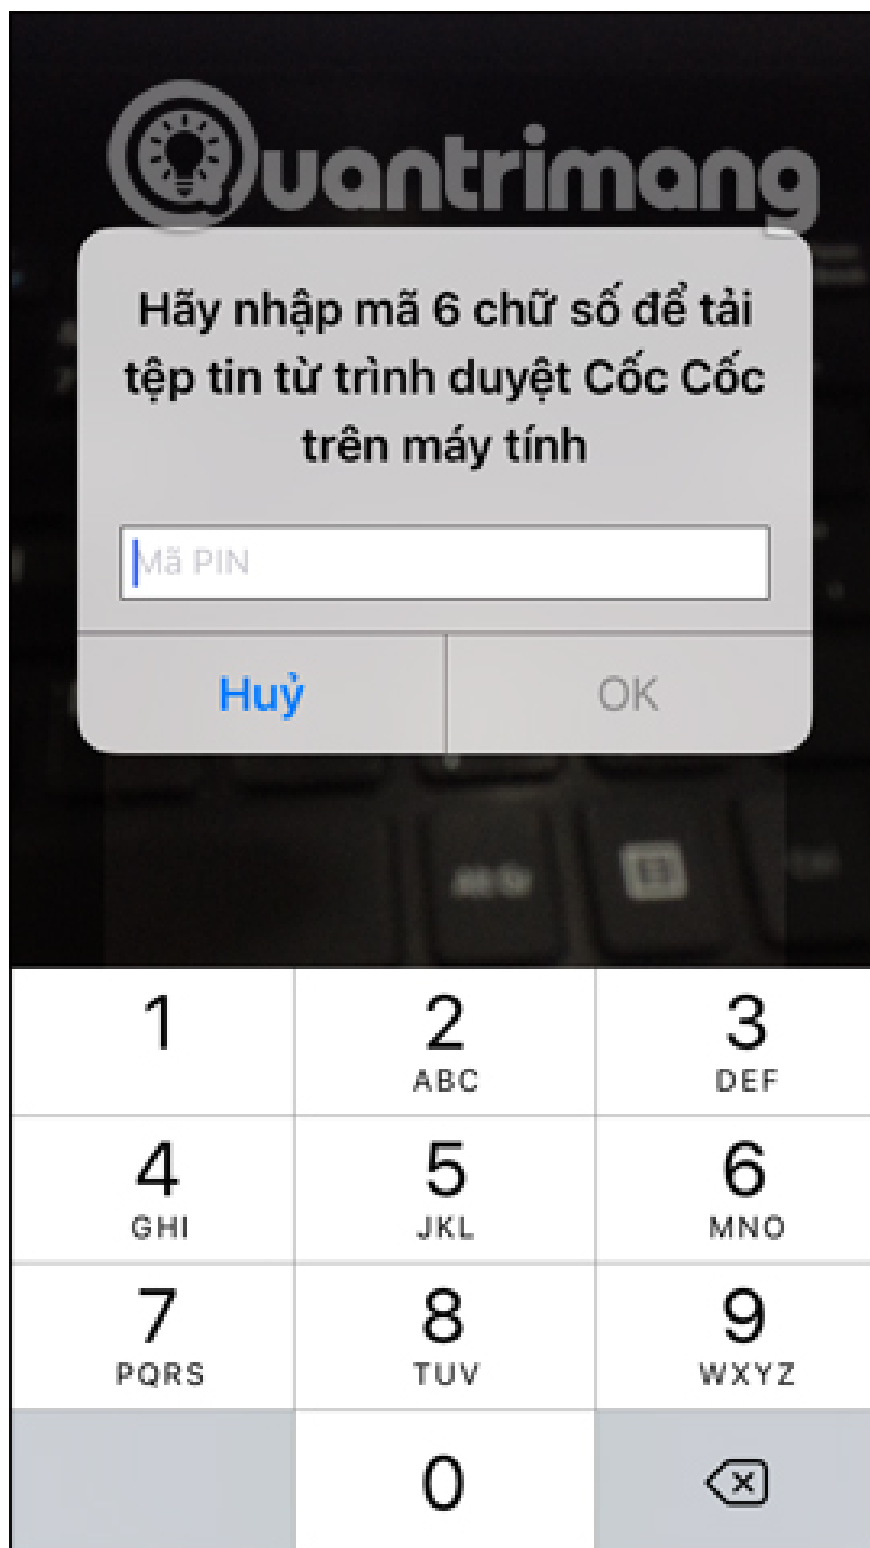 Quantrimang
Hãy nhập mã 6 chữ số để tải
tệp tin từ trình duyệt Cốc Cốc
trên máy tính
Mã PIN
Huỷ OK
1 2 3
ABC DEF
4 5 6
GHI JKL MNO
7 8 9
PQRS TUV WXYZ
0